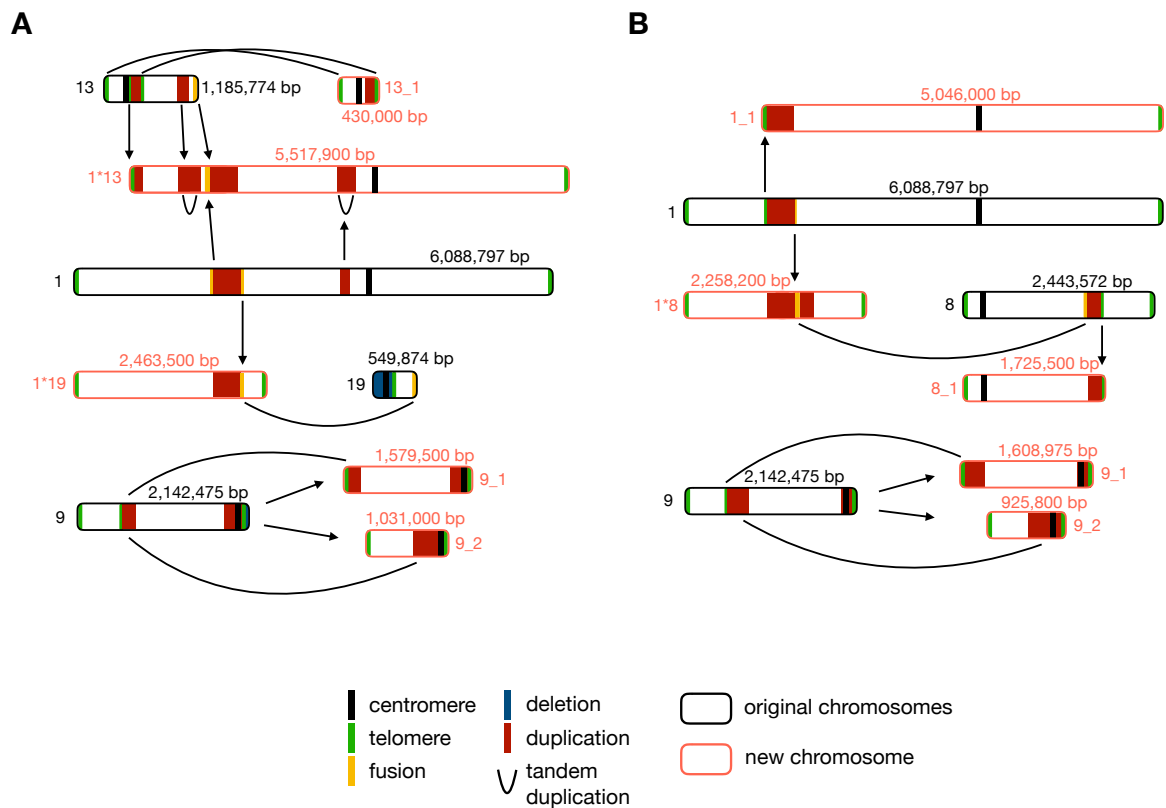 A
13
1,185,774 bp
13_1
430,000 bp
5,517,900 bp
1*13
6,088,797 bp
1
2,463,500 bp
1*19
549,874 bp
19
1,579,500 bp
9_1
2,142,475 bp
9
1,031,000 bp
9_2
B
5,046,000 bp
1_1
6,088,797 bp
1
2,258,200 bp
1*8
2,443,572 bp
8
1,725,500 bp
8_1
1,608,975 bp
9_1
2,142,475 bp
9
925,800 bp
9_2
centromere
telomere
fusion
deletion
duplication
tandem
duplication
original chromosomes
new chromosome